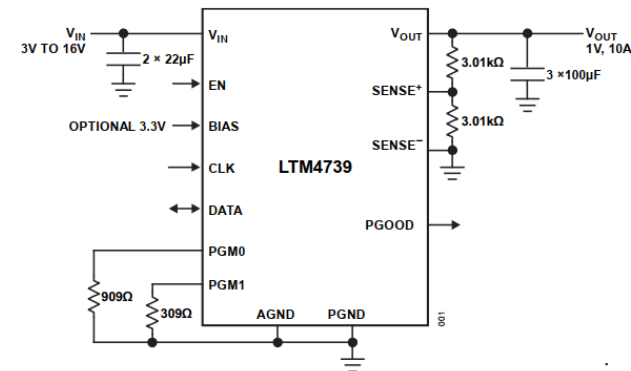 VIN
3V TO 16V
2 × 22µF
VIN
EN
OPTIONAL 3.3V
BIAS
CLK
DATA
PGM0
PGM1
909Ω
309Ω
LTM4739
AGND
PGND
VOUT
SENSE+
SENSE−
PGOOD
3.01kΩ
3.01kΩ
3 ×100µF
VOUT
1V, 10A
001
.